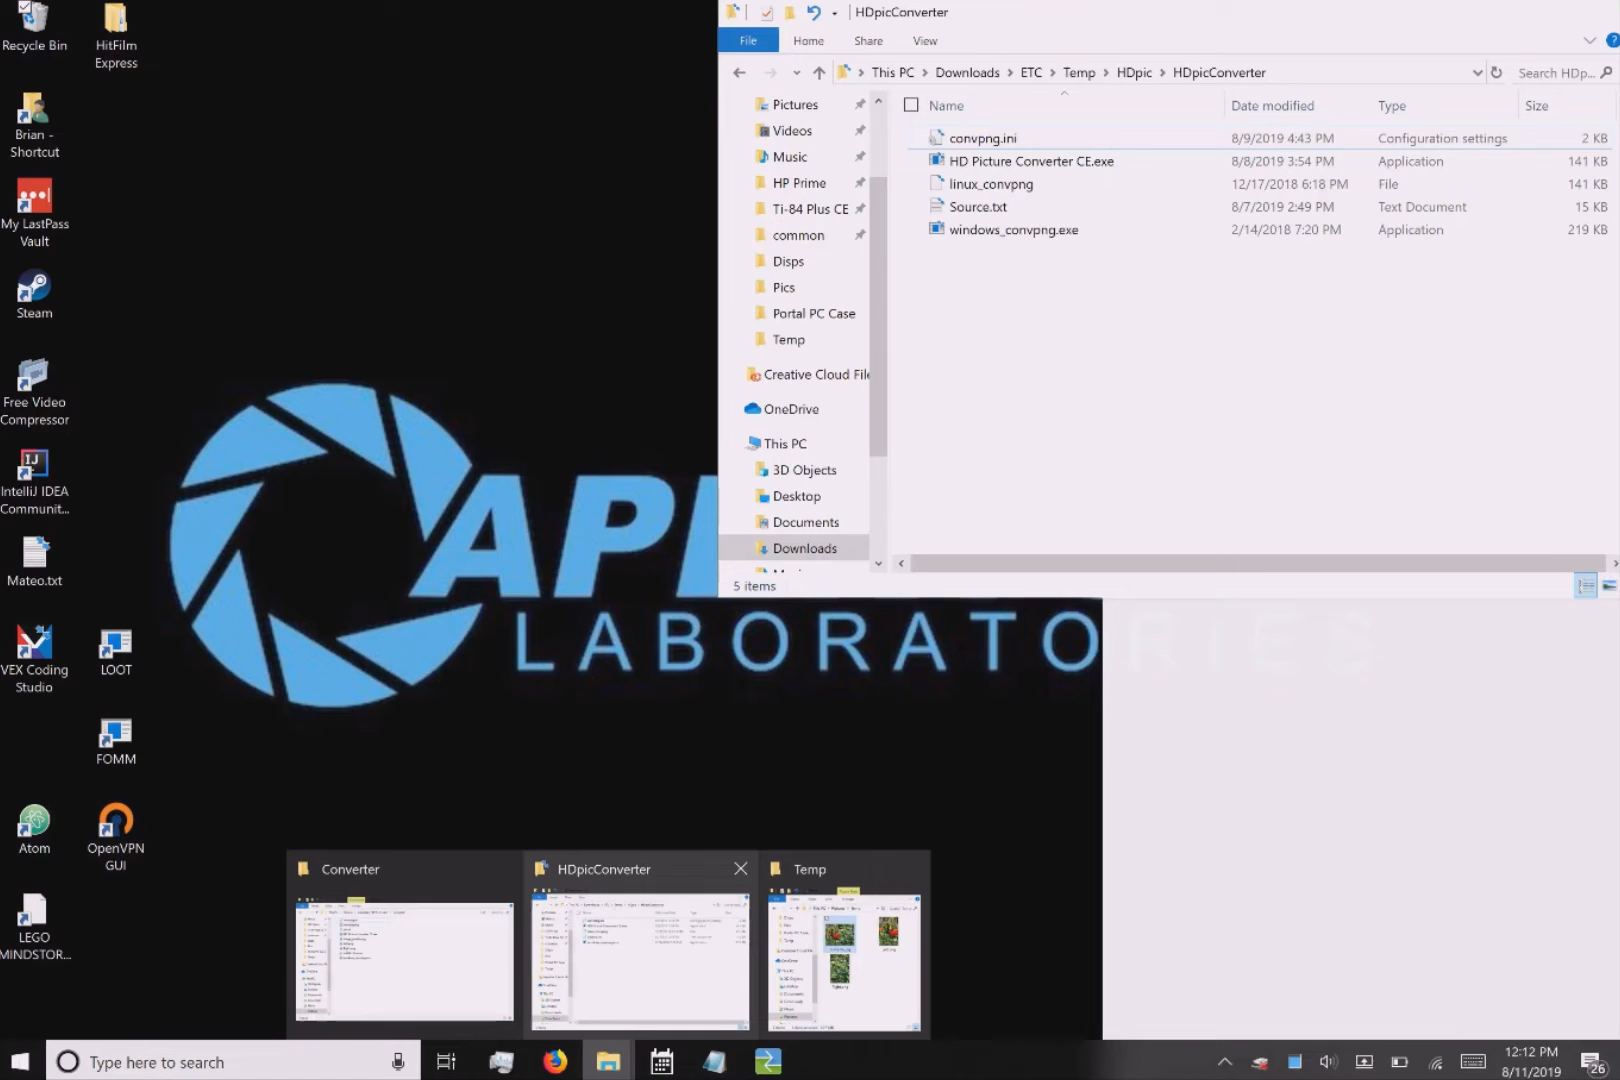 Recycle Bin
HitFilm
Express
Brian -
Shortcut
My LastPass
Vault
Steam
Free Video
Compressor
IntelliJ IDEA
Communit...
Mateo.txt
VEX Coding
Studio
LOOT
FOMM
Atom
OpenVPN
GUI
LEGO
MINDSTOR...
LABORATORIES
HDpicConverter
File Home Share View
This PC > Downloads > ETC > Temp > HDpic > HDpicConverter
Search HDp...
Name Date modified Type Size
convpng.ini 8/9/2019 4:43 PM Configuration settings 2 KB
HD Picture Converter CE.exe 8/8/2019 3:54 PM Application 141 KB
linux_convpng 12/17/2018 6:18 PM File 141 KB
Source.txt 8/7/2019 2:49 PM Text Document 15 KB
windows_convpng.exe 2/14/2018 7:20 PM Application 219 KB
Pictures
Videos
Music
HP Prime
Ti-84 Plus CE
common
Disps
Pics
Portal PC Case
Temp
Creative Cloud File
OneDrive
This PC
3D Objects
Desktop
Documents
Downloads
5 items
Converter
HDpicConverter
Temp
Type here to search
12:12 PM
8/11/2019
26